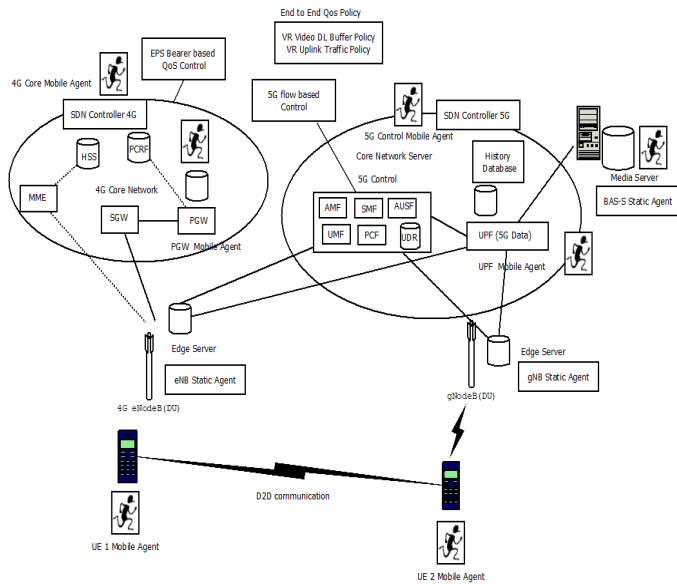 End to End Qos Policy
VR Video DL Buffer Policy
VR Uplink Traffic Policy
EPS Bearer based
QoS Control
4G Core Mobile Agent
5G flow based
Control
SDN Controller 4G
SDN Controller 5G
5G Control Mobile Agent
Core Network Server
5G Control
HSS
PCRF
History
Database
Media Server
BAS-S Static Agent
MME
4G Core Network
SGW
PGW
PGW Mobile Agent
AMF
SMF
AUSF
UMF
PCF
UDR
UPF (5G Data)
UPF Mobile Agent
Edge Server
eNB Static Agent
4G eNodeB(DU)
Edge Server
gNB Static Agent
gNodeB(DU)
D2D communication
UE 1 Mobile Agent
UE 2 Mobile Agent